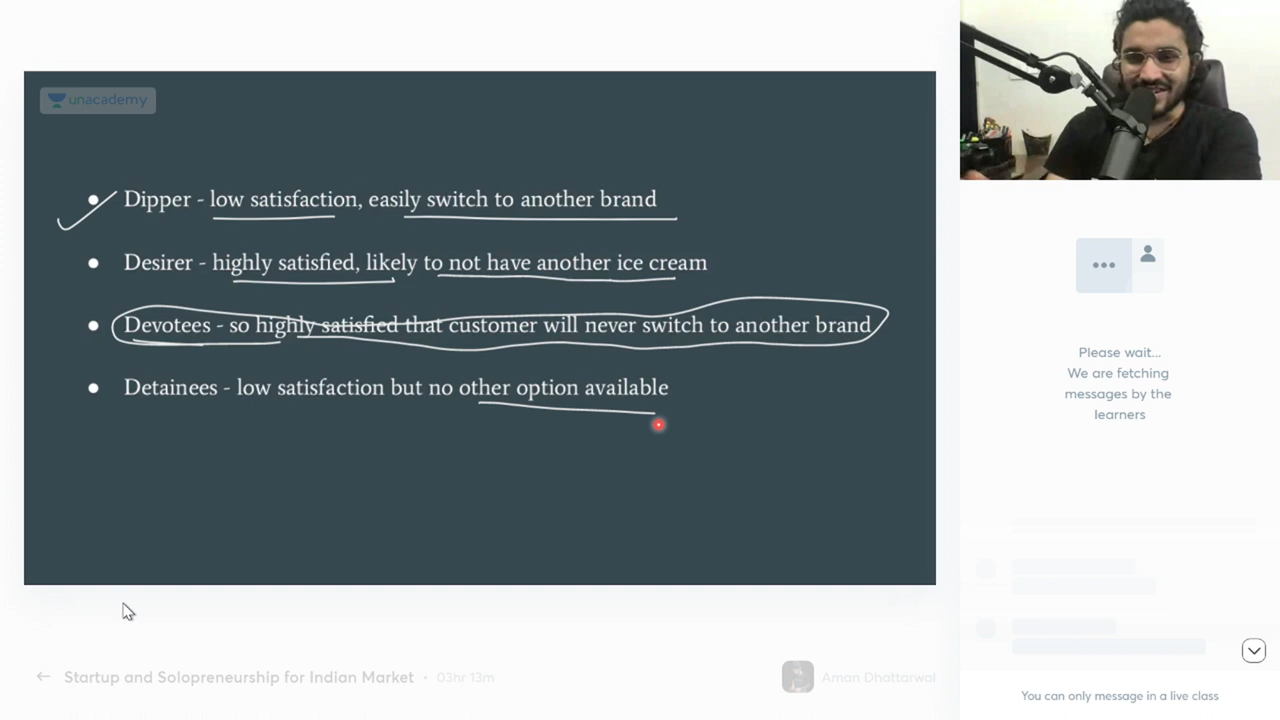 unacademy
Dipper - low satisfaction, easily switch to another brand
Desirer - highly satisfied, likely to not have another ice cream
Devotees - so highly satisfied that customer will never switch to another brand
Detainees - low satisfaction but no other option available
Please wait...
We are fetching
messages by the
learners
Startup and Solopreneurship for Indian Market • 03hr 13m
Aman Dhattarwal
You can only message in a live class